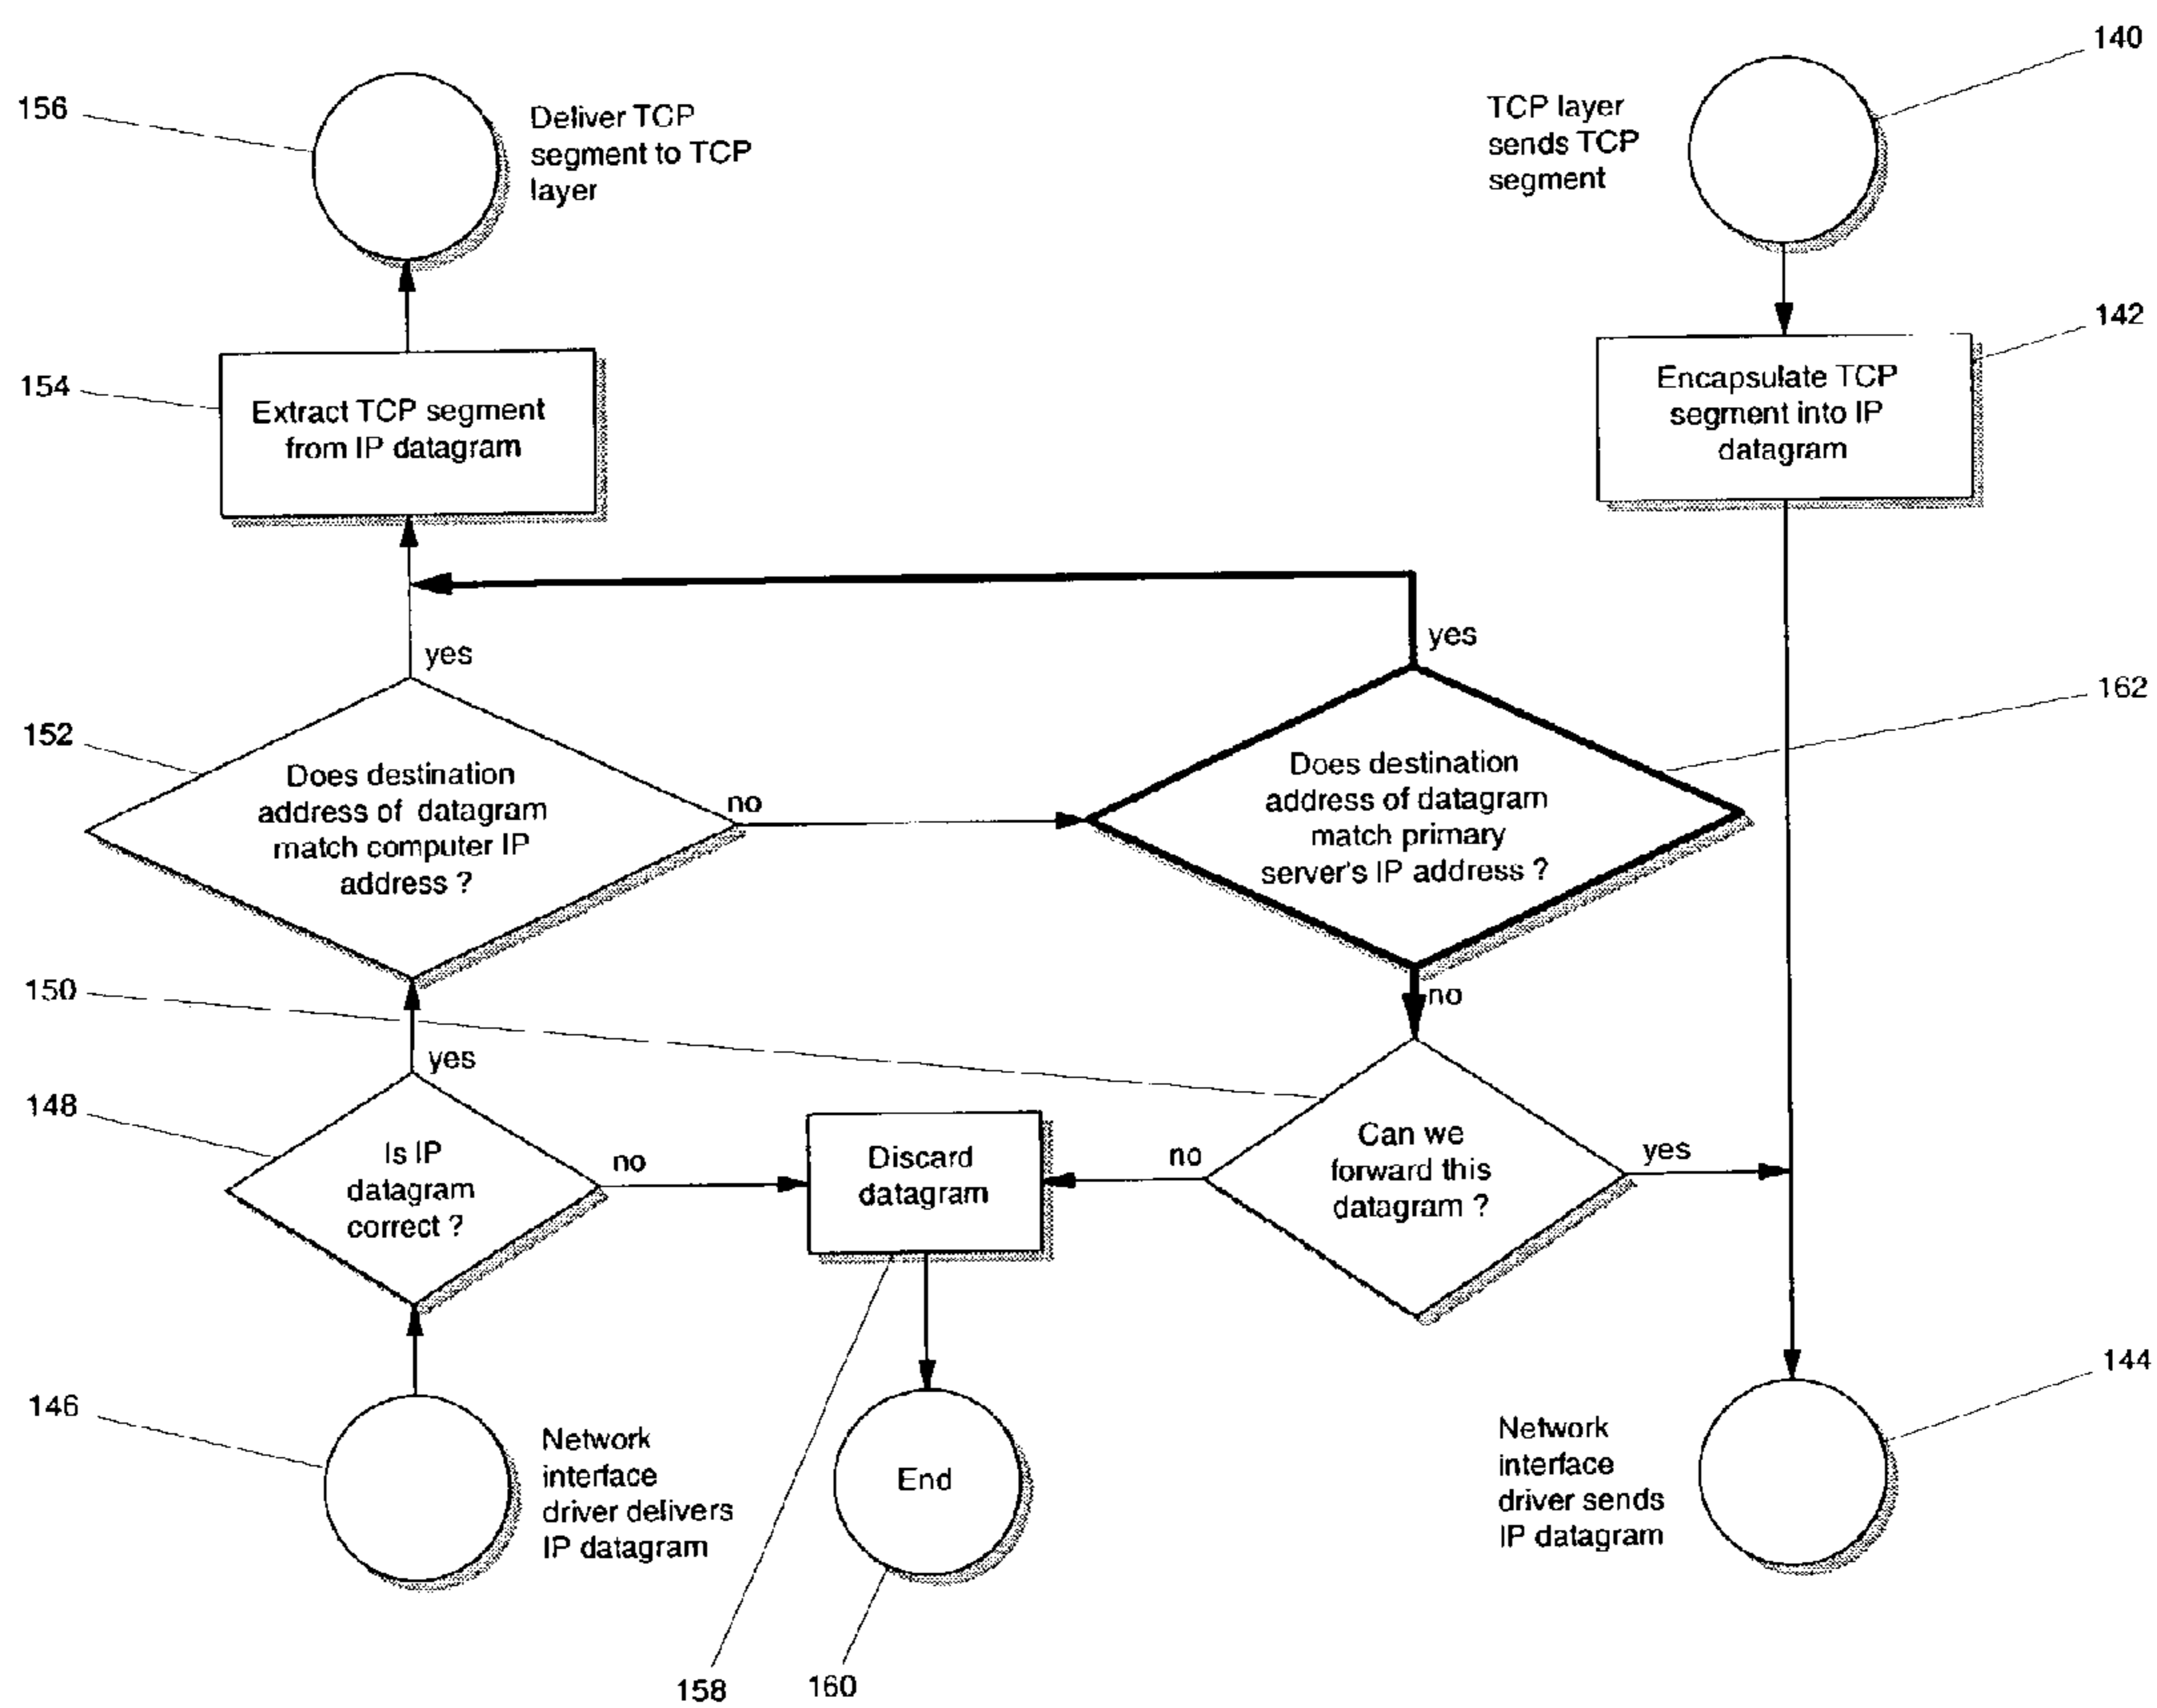 140
156
Deliver TCP
segment to TCP
layer
TCP layer
sends TCP
segment
142
Encapsulate TCP
segment into IP
datagram
154
Extract TCP segment
from IP datagram
yes
yes
162
152
Does destination
address of datagram
match computer IP
address ?
no
Does destination
address of datagram
match primary
server's IP address ?
150
no
yes
148
Is IP
datagram
correct ?
no
Discard
datagram
no
Can we
forward this
datagram ?
yes
144
146
Network
interface
driver delivers
IP datagram
End
Network
interface
driver sends
IP datagram
158
160